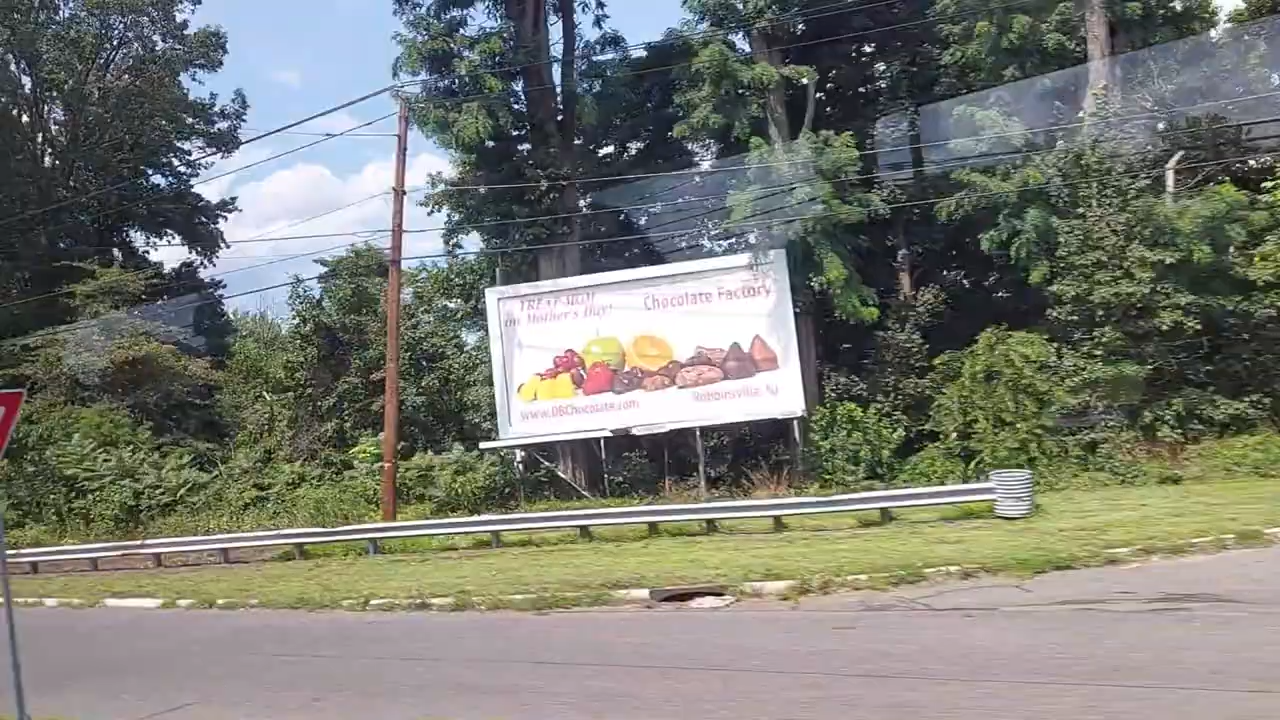 TREAT MOM
on Mother's Day!
Chocolate Factory
www.DBChocolate.com
Robbinsville, NJ